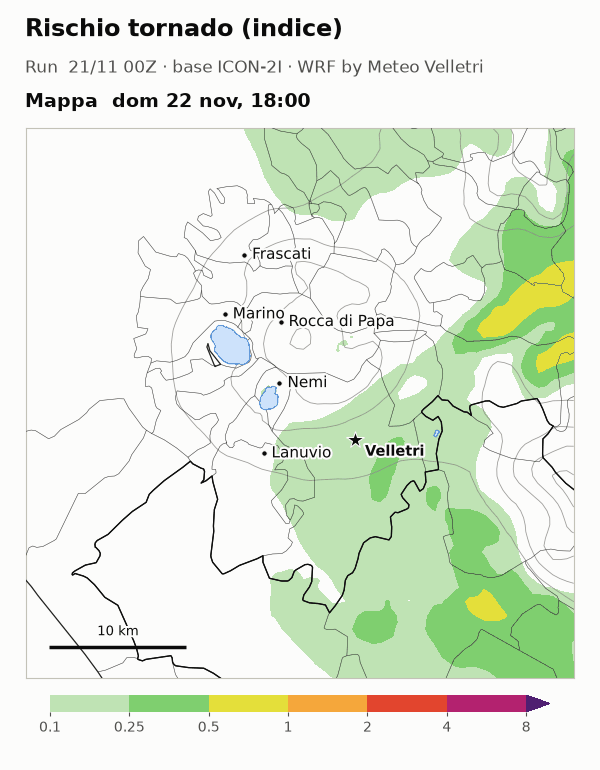 Rischio tornado (indice)
Run  21/11 00Z · base ICON-2I · WRF by Meteo Velletri
Mappa  dom 22 nov, 18:00
Frascati
Marino
Rocca di Papa
Nemi
Velletri
Lanuvio
10 km
0.1 0.25 0.5 1 2 4 8